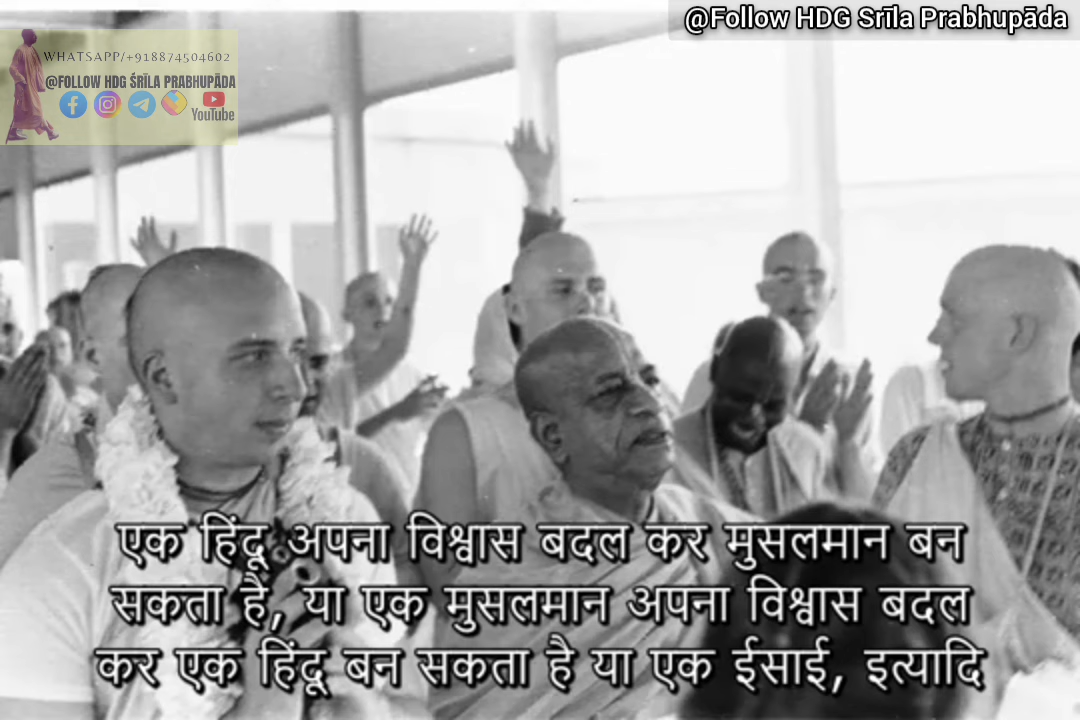 @Follow HDG Srīla Prabhupāda
WHATSAPP/+918874504602
@FOLLOW HDG ŚRĪLA PRABHUPĀDA
YouTube
एक हिंदू अपना विश्वास बदल कर मुसलमान बन
सकता है, या एक मुसलमान अपना विश्वास बदल
कर एक हिंदू बन सकता है या एक ईसाई, इत्यादि